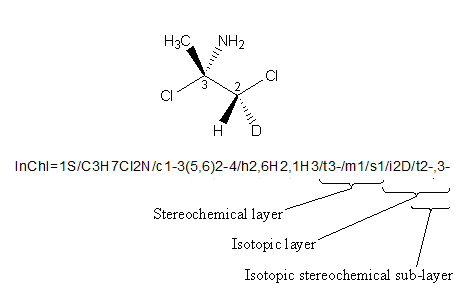 H₃C NH₂
Cl 3 2 Cl
H D
InChI=1S/C3H7Cl2N/c1-3(5,6)2-4/h2,6H2,1H3/t3-/m1/s1/i2D/t2-,3-
Stereochemical layer
Isotopic layer
Isotopic stereochemical sub-layer